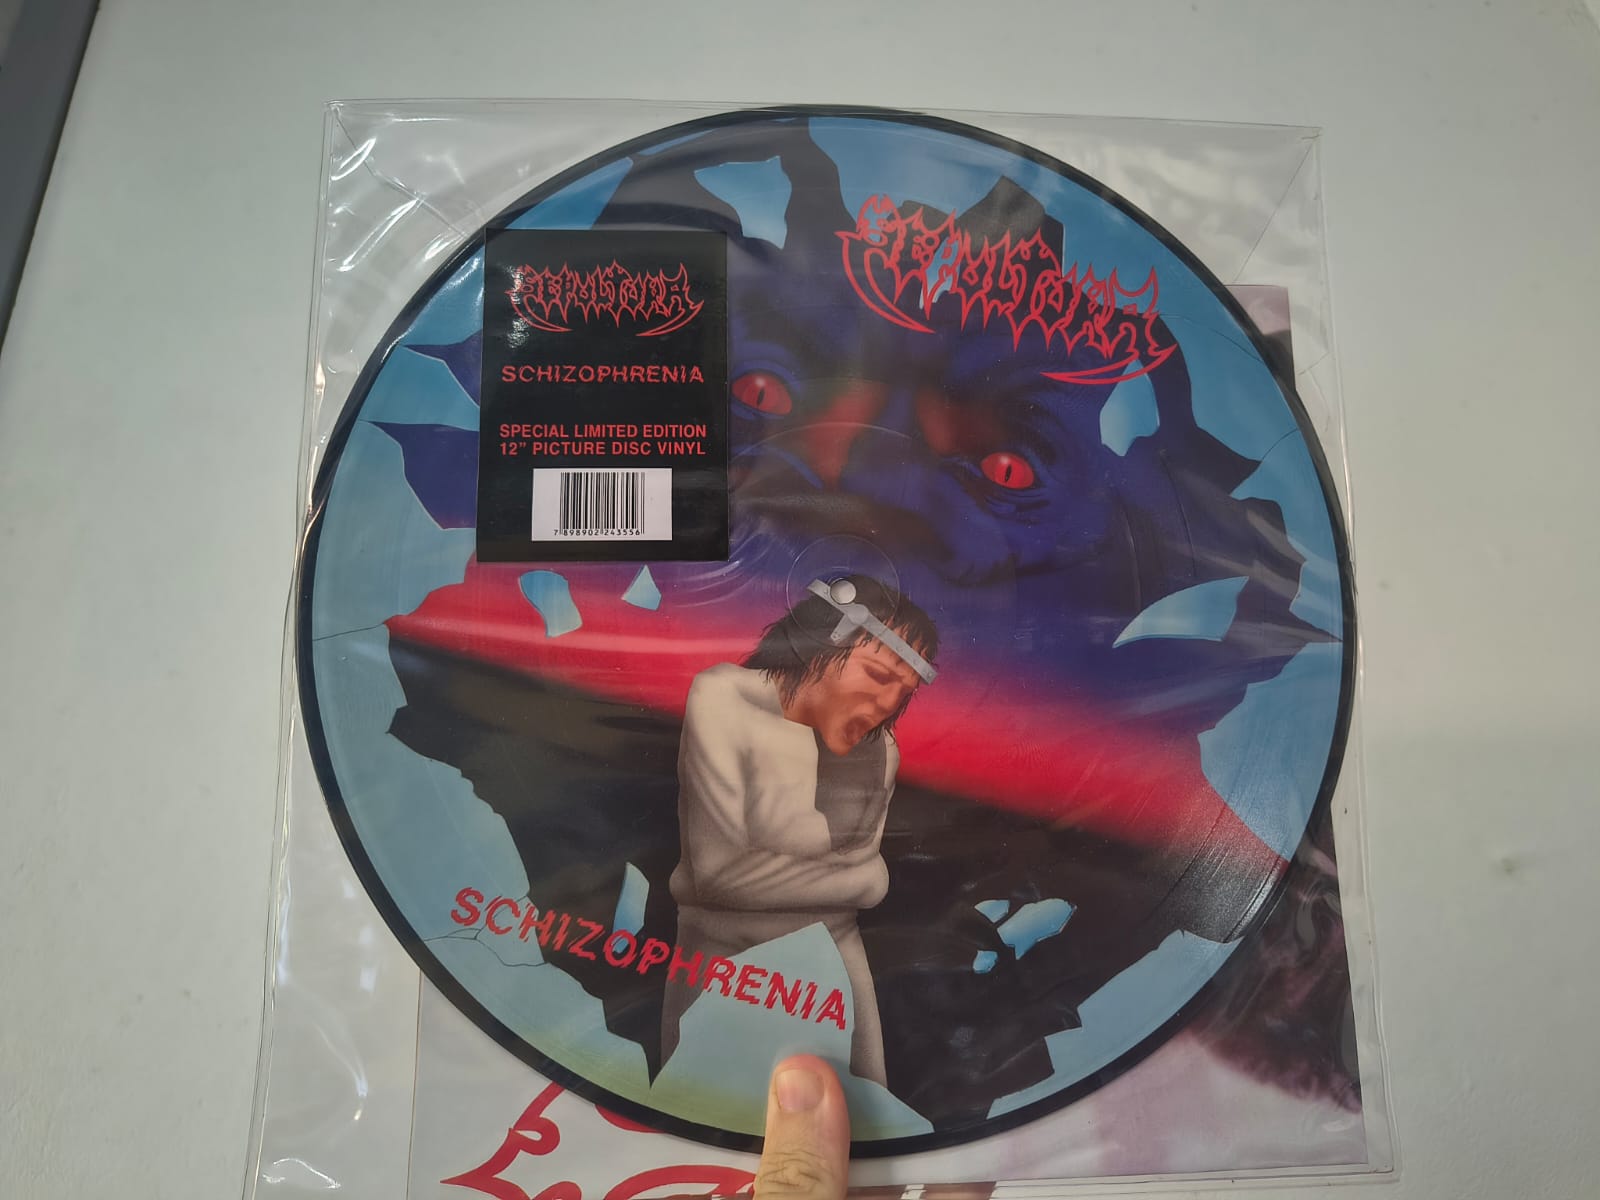 SEPULTURA
SEPULTURA
SCHIZOPHRENIA
SPECIAL LIMITED EDITION
12” PICTURE DISC VINYL
7 898902 243556
SCHIZOPHRENIA